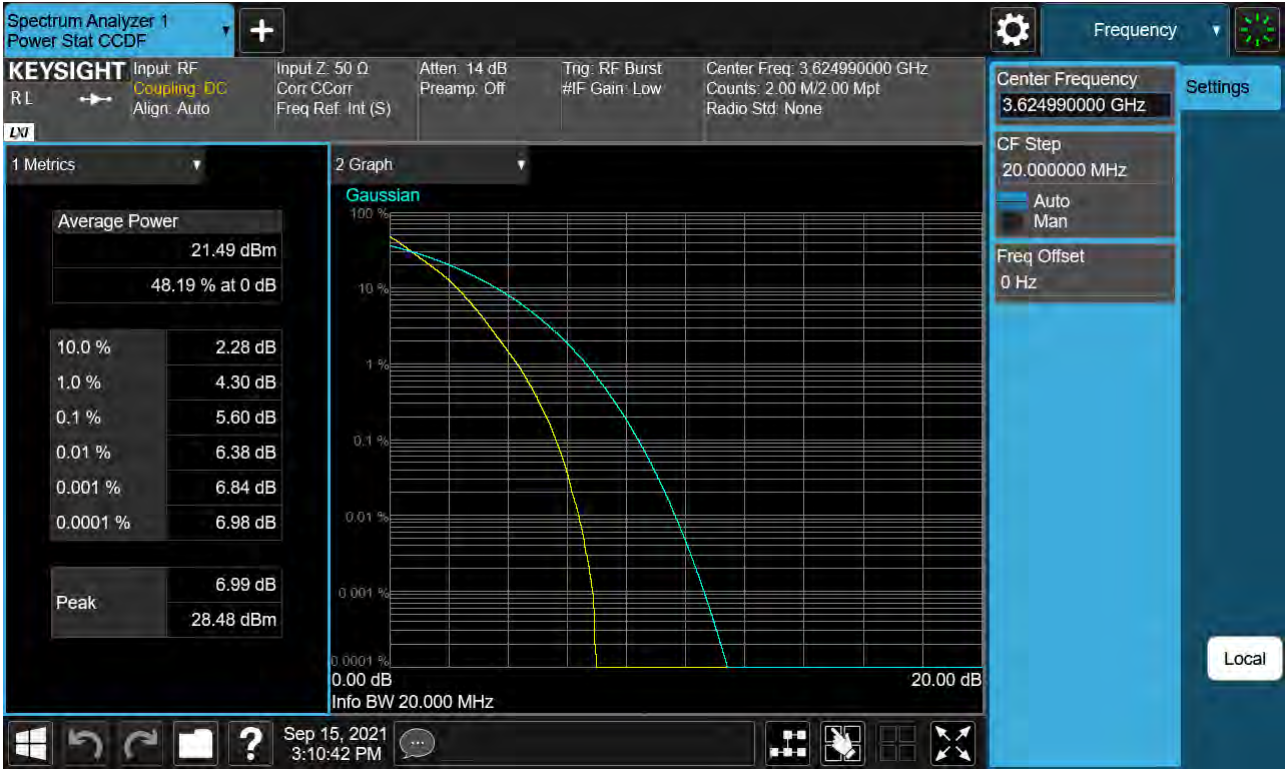 Spectrum Analyzer 1
Power Stat CCDF
Frequency
KEYSIGHT
R L
LXI
Input: RF
Coupling: DC
Align: Auto
Input Z: 50 Ω
Corr CCorr
Freq Ref: Int (S)
Atten: 14 dB
Preamp: Off
Trig: RF Burst
#IF Gain: Low
Center Freq: 3.624990000 GHz
Counts: 2.00 M/2.00 Mpt
Radio Std: None
Center Frequency
3.624990000 GHz
Settings
CF Step
20.000000 MHz
Auto
Man
Freq Offset
0 Hz
1 Metrics
Average Power
21.49 dBm
48.19 % at 0 dB
10.0 % 2.28 dB
1.0 % 4.30 dB
0.1 % 5.60 dB
0.01 % 6.38 dB
0.001 % 6.84 dB
0.0001 % 6.98 dB
Peak
6.99 dB
28.48 dBm
2 Graph
Gaussian
100 %
10 %
1 %
0.1 %
0.01 %
0.001 %
0.0001 %
0.00 dB 20.00 dB
Info BW 20.000 MHz
Local
? Sep 15, 2021
3:10:42 PM